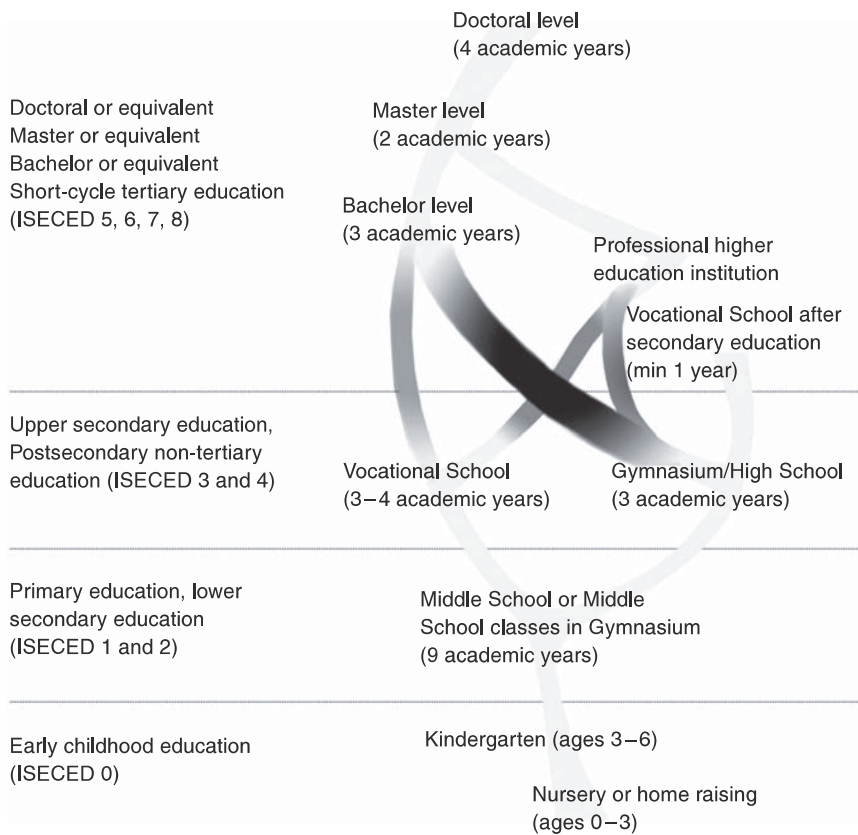 Doctoral level
(4 academic years)
Doctoral or equivalent
Master or equivalent
Bachelor or equivalent
Short-cycle tertiary education
(ISECED 5, 6, 7, 8)
Master level
(2 academic years)
Bachelor level
(3 academic years)
Professional higher
education institution
Vocational School after
secondary education
(min 1 year)
Upper secondary education,
Postsecondary non-tertiary
education (ISECED 3 and 4)
Vocational School
(3–4 academic years)
Gymnasium/High School
(3 academic years)
Primary education, lower
secondary education
(ISECED 1 and 2)
Middle School or Middle
School classes in Gymnasium
(9 academic years)
Early childhood education
(ISECED 0)
Kindergarten (ages 3–6)
Nursery or home raising
(ages 0–3)